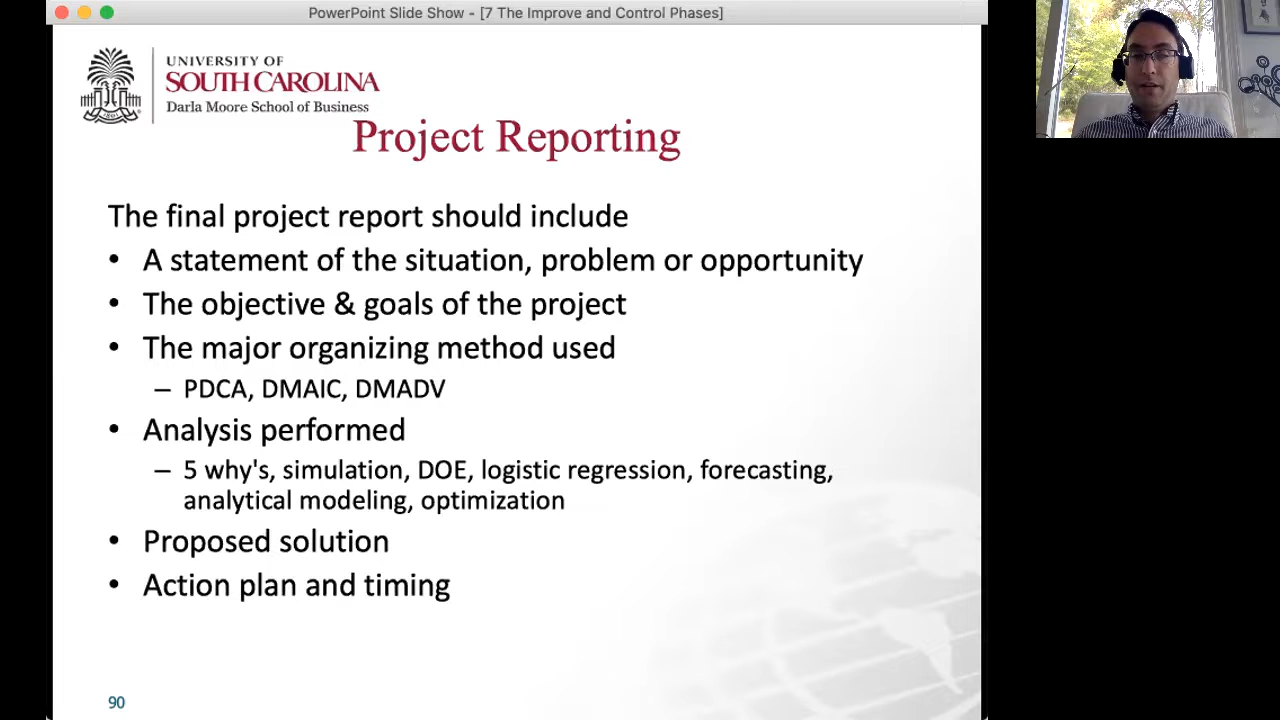 PowerPoint Slide Show - [7 The Improve and Control Phases]
UNIVERSITY OF
SOUTH CAROLINA
Darla Moore School of Business
Project Reporting
The final project report should include
• A statement of the situation, problem or opportunity
• The objective & goals of the project
• The major organizing method used
– PDCA, DMAIC, DMADV
• Analysis performed
– 5 why's, simulation, DOE, logistic regression, forecasting,
analytical modeling, optimization
• Proposed solution
• Action plan and timing
90